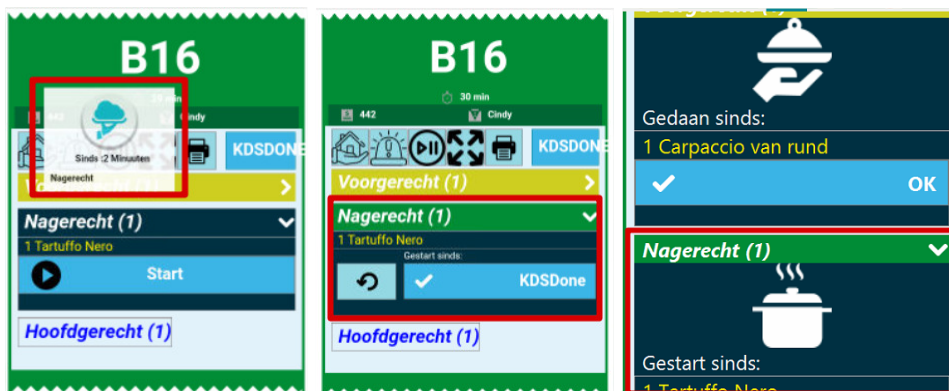 B16
24 min
442
Cindy
Sinds :2 Minuuten
Nagerecht
KDSDONE
Nagerecht (1)
1 Tartuffo Nero
Start
Hoofdgerecht (1)
B16
30 min
442 Cindy
KDSDONE
Voorgerecht (1)
Nagerecht (1)
1 Tartuffo Nero
Gestart sinds:
KDSDone
Hoofdgerecht (1)
Gedaan sinds:
1 Carpaccio van rund
OK
Nagerecht (1)
Gestart sinds:
1 Tartuffo Nero